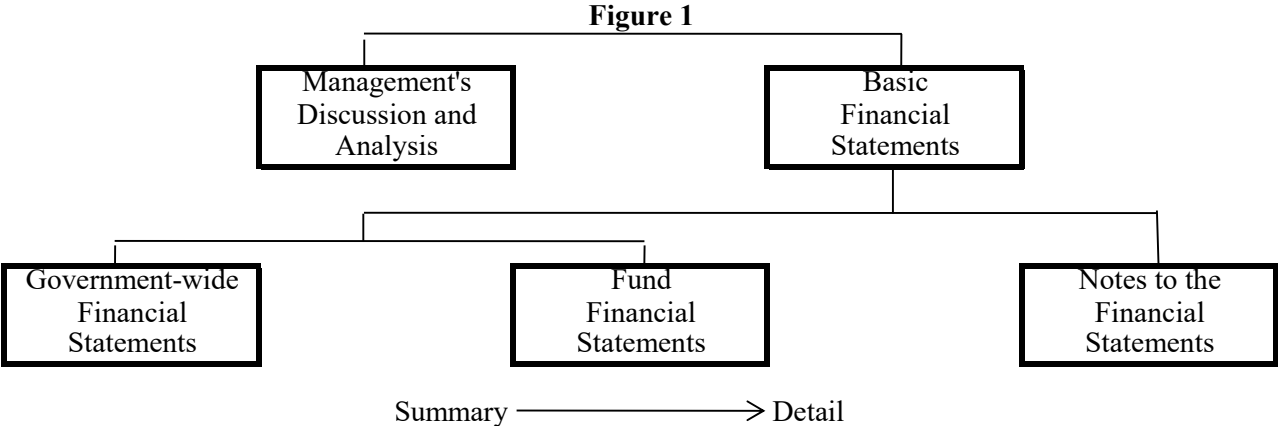 Figure 1
Management's
Discussion and
Analysis
Basic
Financial
Statements
Government-wide
Financial
Statements
Fund
Financial
Statements
Notes to the
Financial
Statements
Summary
Detail